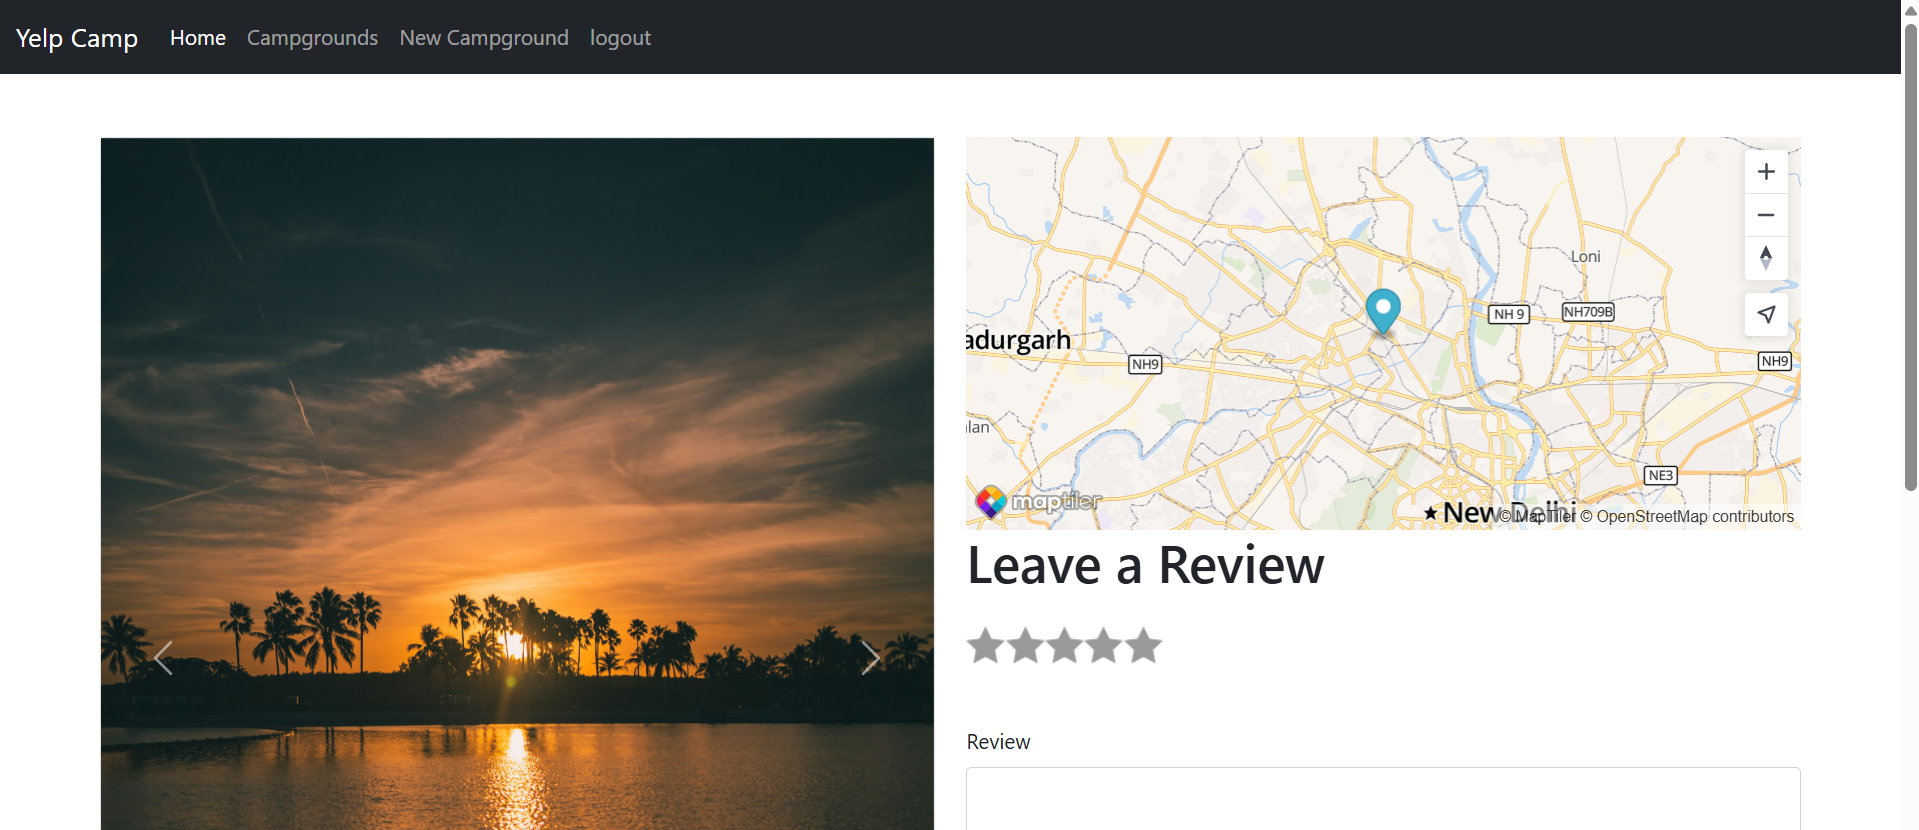 Yelp Camp Home Campgrounds New Campground logout
Loni
NH 9
NH709B
adurgarh
NH9
NH9
lan
NE3
maptiler
New Delhi
© MapTiler © OpenStreetMap contributors
Leave a Review
Review